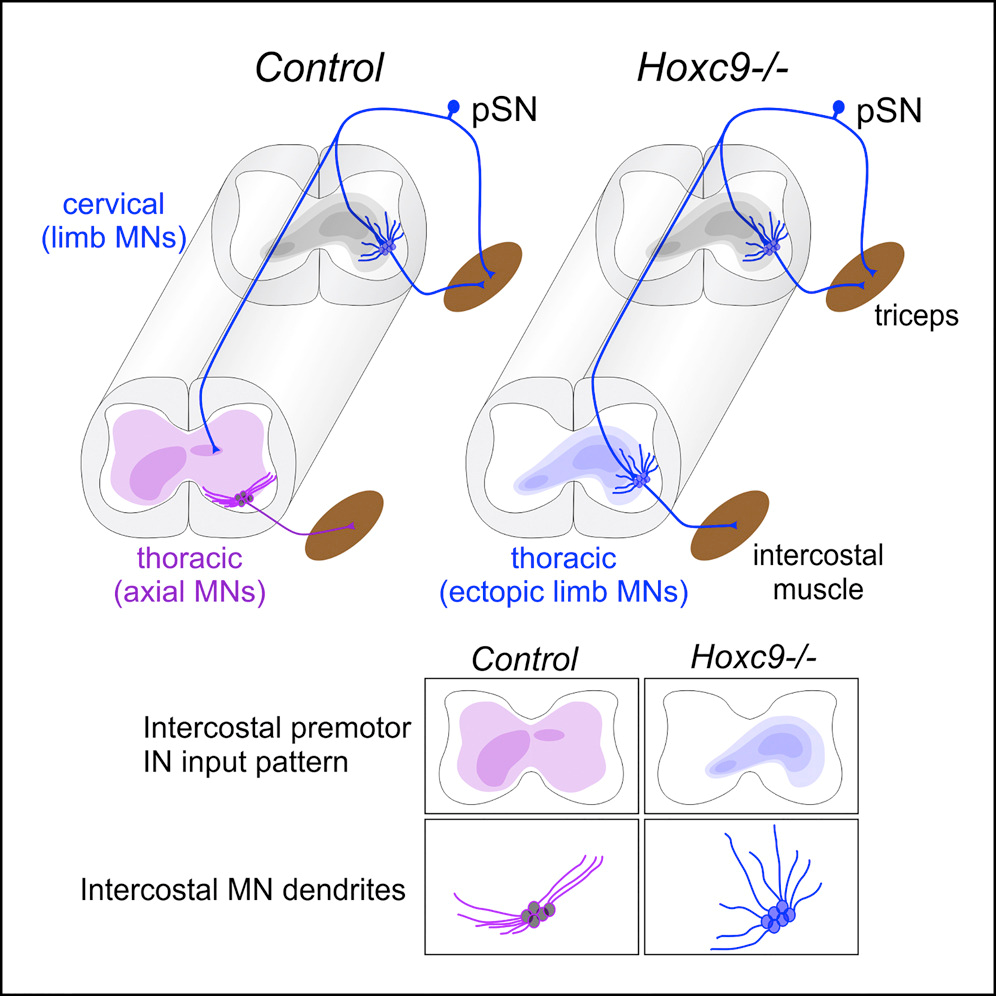 Control
Hoxc9-/-
pSN
pSN
cervical
(limb MNs)
triceps
thoracic
(axial MNs)
thoracic
(ectopic limb MNs)
intercostal
muscle
Control
Hoxc9-/-
Intercostal premotor
IN input pattern
Intercostal MN dendrites